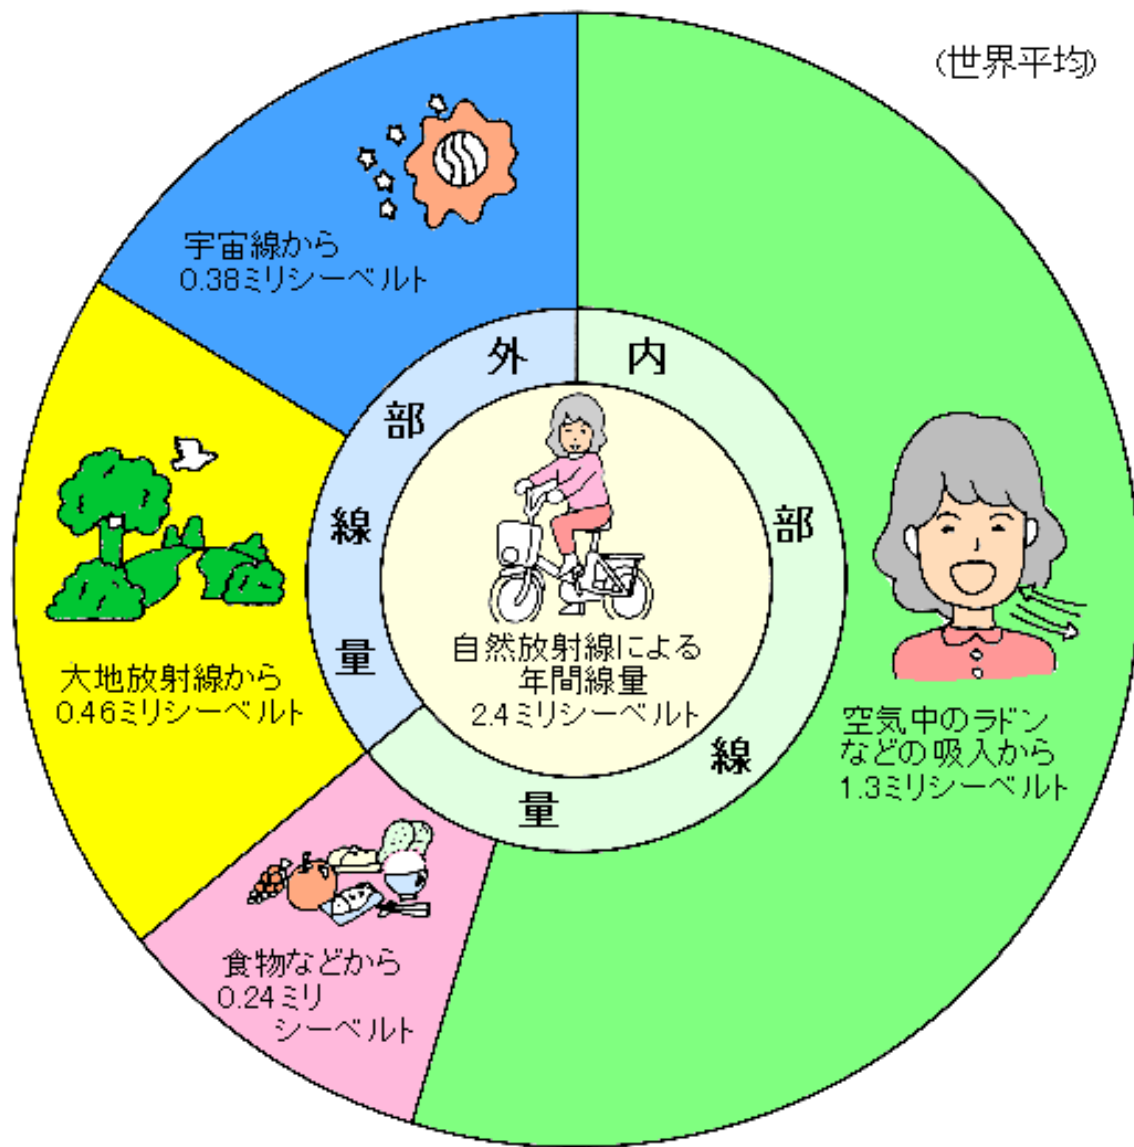 (世界平均)
宇宙線から
0.38ミリシーベルト
外部線量
内部線量
大地放射線から
0.46ミリシーベルト
自然放射線による
年間線量
2.4ミリシーベルト
空気中のラドン
などの吸入から
1.3ミリシーベルト
食物などから
0.24ミリ
シーベルト